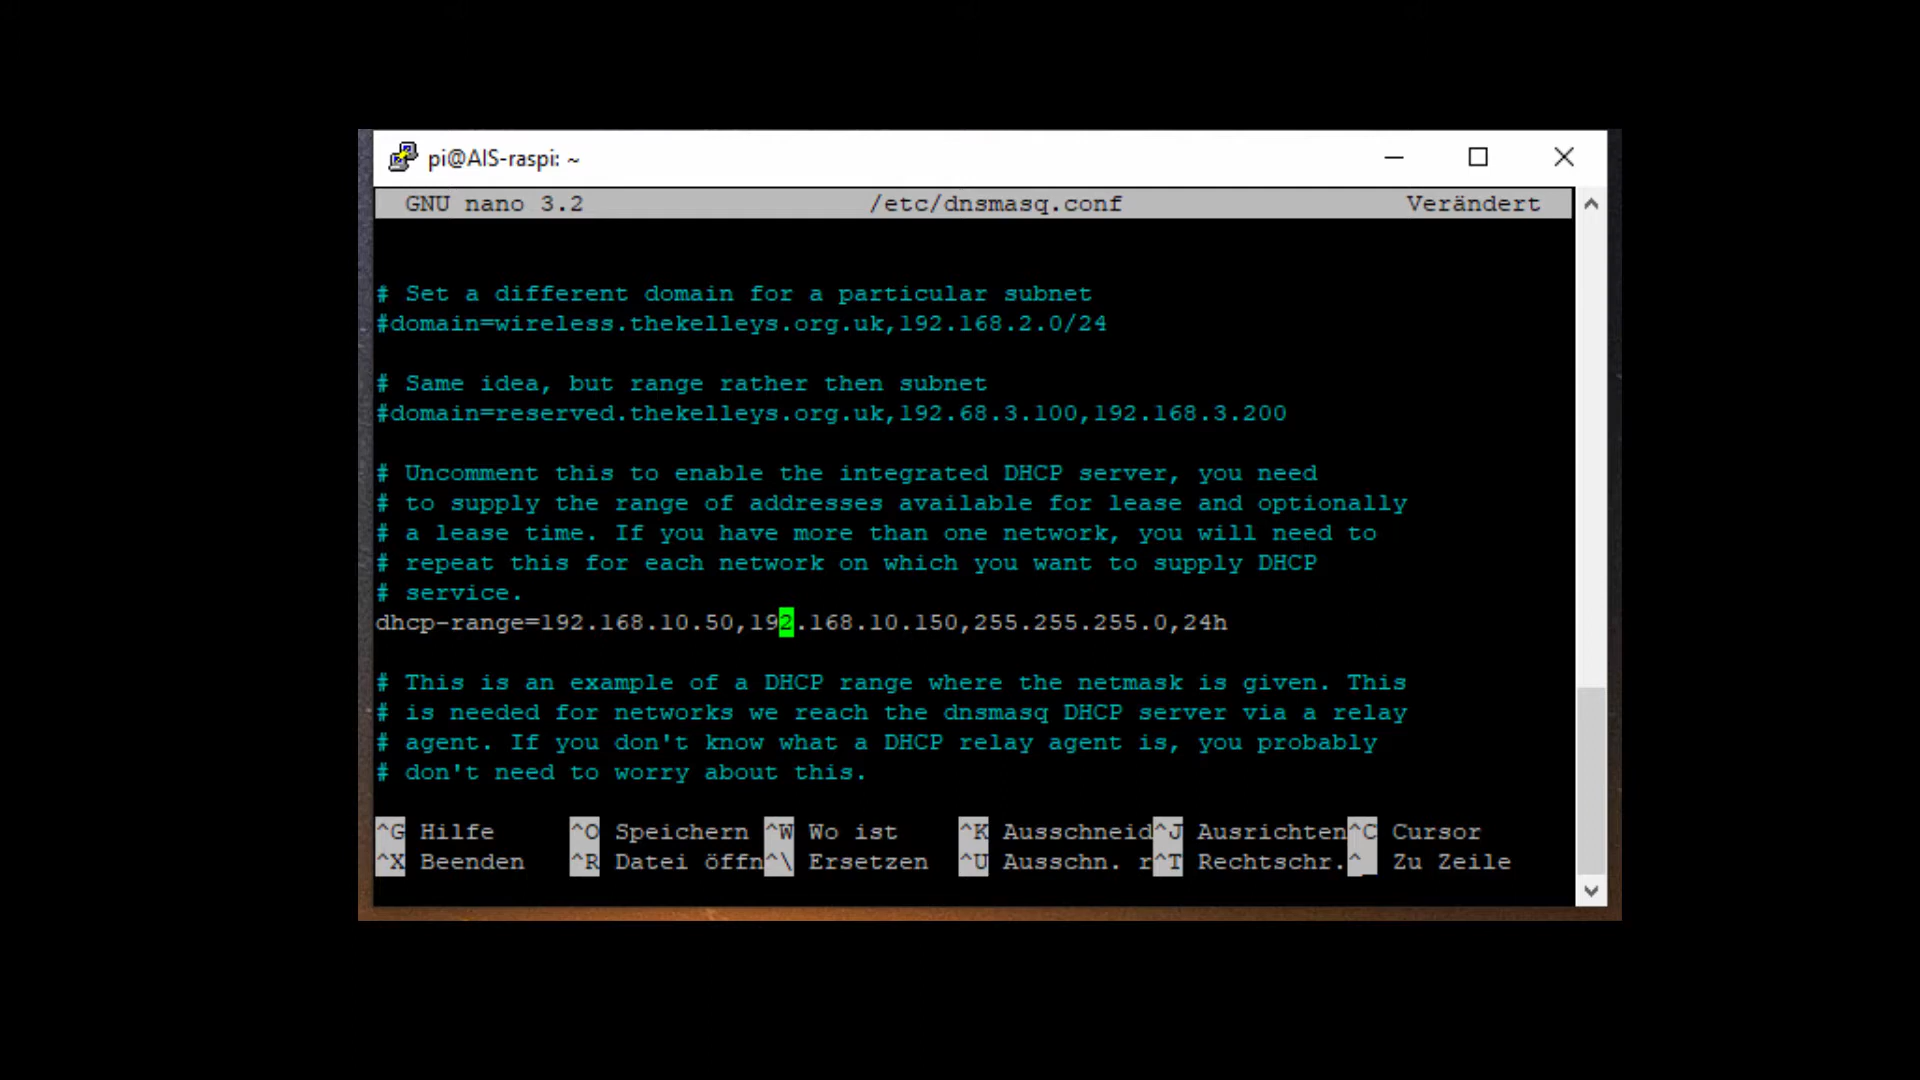 pi@AIS-raspi: ~
GNU nano 3.2 /etc/dnsmasq.conf Verändert
# Set a different domain for a particular subnet
#domain=wireless.thekelleys.org.uk,192.168.2.0/24
# Same idea, but range rather then subnet
#domain=reserved.thekelleys.org.uk,192.68.3.100,192.168.3.200
# Uncomment this to enable the integrated DHCP server, you need
# to supply the range of addresses available for lease and optionally
# a lease time. If you have more than one network, you will need to
# repeat this for each network on which you want to supply DHCP
# service.
dhcp-range=192.168.10.50,192.168.10.150,255.255.255.0,24h
# This is an example of a DHCP range where the netmask is given. This
# is needed for networks we reach the dnsmasq DHCP server via a relay
# agent. If you don't know what a DHCP relay agent is, you probably
# don't need to worry about this.
^G Hilfe ^O Speichern ^W Wo ist ^K Ausschneid^J Ausrichten^C Cursor
^X Beenden ^R Datei öffn^\ Ersetzen ^U Ausschn. r^T Rechtschr.^_ Zu Zeile